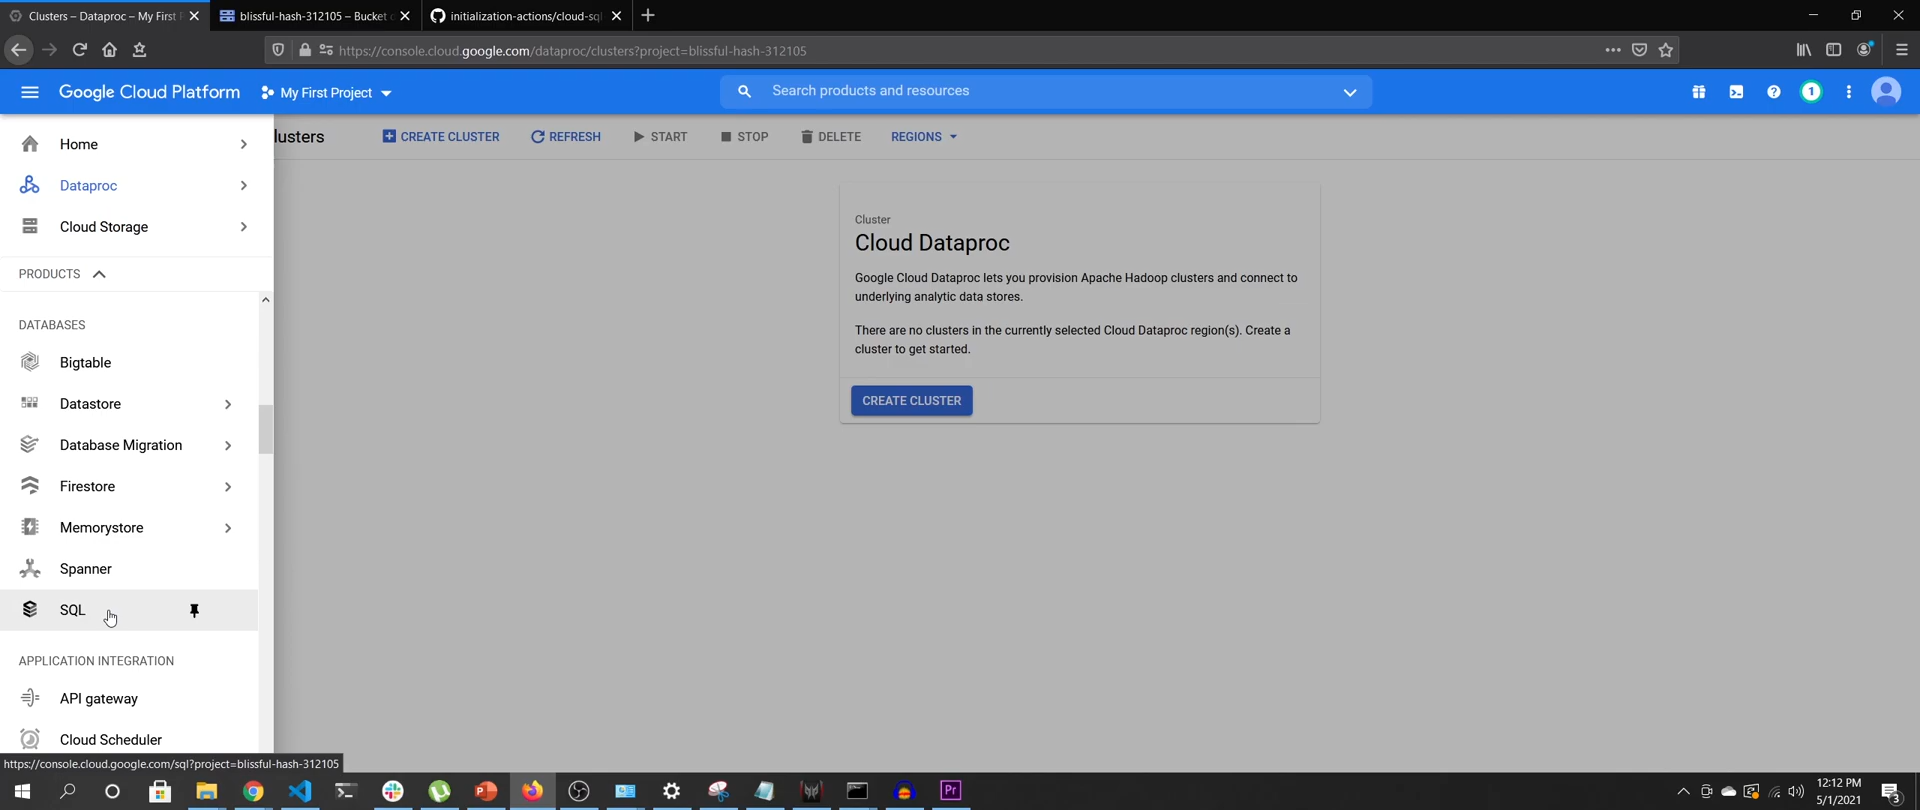 Clusters – Dataproc – My First P
blissful-hash-312105 – Bucket d
initialization-actions/cloud-sql
https://console.cloud.google.com/dataproc/clusters?project=blissful-hash-312105
Google Cloud Platform
My First Project
Search products and resources
1
Home
Dataproc
Cloud Storage
PRODUCTS
DATABASES
Bigtable
Datastore
Database Migration
Firestore
Memorystore
Spanner
SQL
APPLICATION INTEGRATION
API gateway
Cloud Scheduler
lusters
CREATE CLUSTER
REFRESH
START
STOP
DELETE
REGIONS
Cluster
Cloud Dataproc
Google Cloud Dataproc lets you provision Apache Hadoop clusters and connect to
underlying analytic data stores.
There are no clusters in the currently selected Cloud Dataproc region(s). Create a
cluster to get started.
CREATE CLUSTER
https://console.cloud.google.com/sql?project=blissful-hash-312105
Pr
12:12 PM
5/1/2021
3